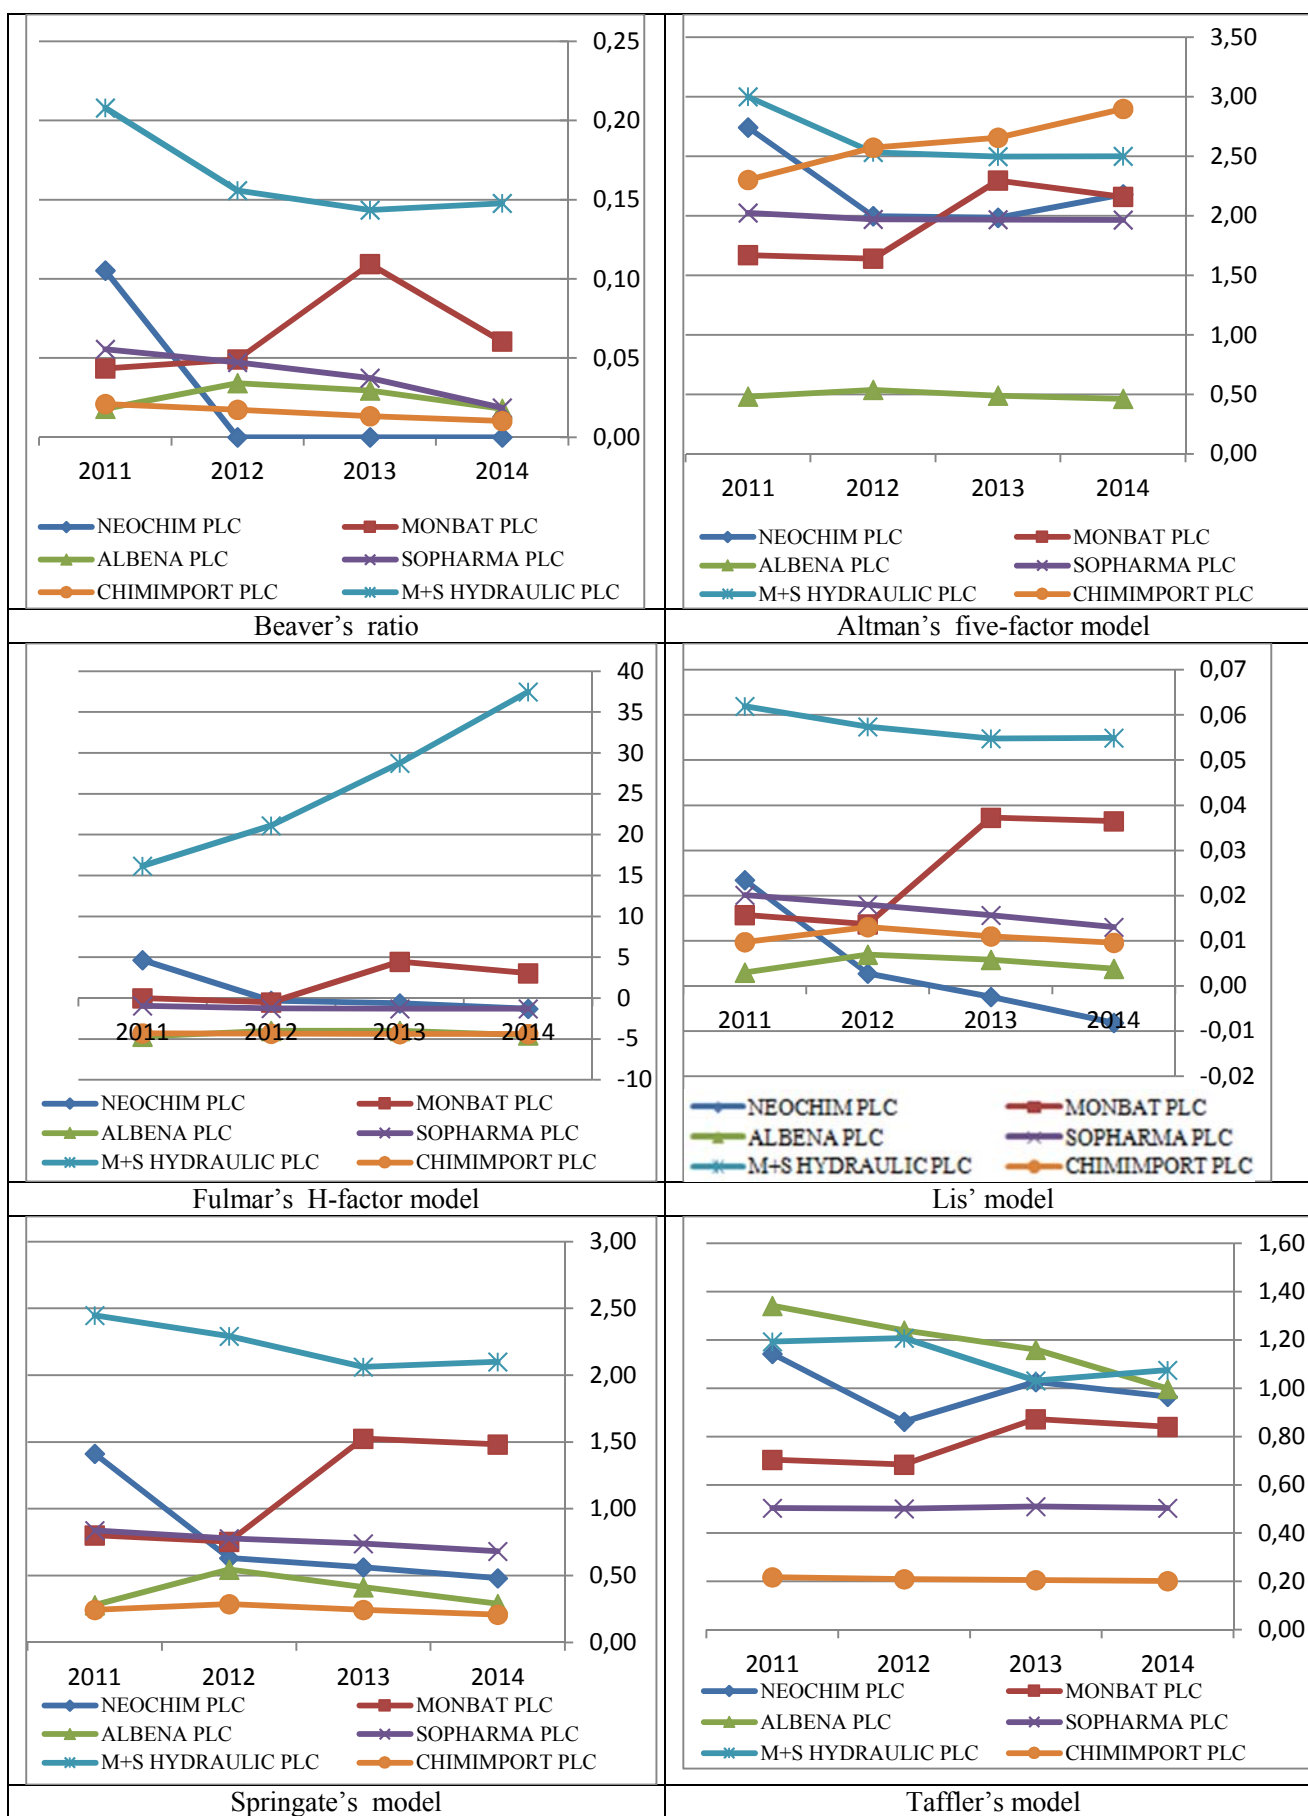 0,25
0,20
0,15
0,10
0,05
0,00
2011 2012 2013 2014
NEOCHIM PLC MONBAT PLC
ALBENA PLC SOPHARMA PLC
CHIMIMPORT PLC M+S HYDRAULIC PLC
Beaver's ratio
3,50
3,00
2,50
2,00
1,50
1,00
0,50
0,00
2011 2012 2013 2014
NEOCHIM PLC MONBAT PLC
ALBENA PLC SOPHARMA PLC
M+S HYDRAULIC PLC CHIMIMPORT PLC
Altman's five-factor model
40
35
30
25
20
15
10
5
0
-5
-10
2011 2012 2013 2014
NEOCHIM PLC MONBAT PLC
ALBENA PLC SOPHARMA PLC
M+S HYDRAULIC PLC CHIMIMPORT PLC
Fulmar's H-factor model
0,07
0,06
0,05
0,04
0,03
0,02
0,01
0,00
-0,01
-0,02
2011 2012 2013 2014
NEOCHIM PLC MONBAT PLC
ALBENA PLC SOPHARMA PLC
M+S HYDRAULIC PLC CHIMIMPORT PLC
Lis' model
3,00
2,50
2,00
1,50
1,00
0,50
0,00
2011 2012 2013 2014
NEOCHIM PLC MONBAT PLC
ALBENA PLC SOPHARMA PLC
M+S HYDRAULIC PLC CHIMIMPORT PLC
Springate's model
1,60
1,40
1,20
1,00
0,80
0,60
0,40
0,20
0,00
2011 2012 2013 2014
NEOCHIM PLC MONBAT PLC
ALBENA PLC SOPHARMA PLC
M+S HYDRAULIC PLC CHIMIMPORT PLC
Taffler's model